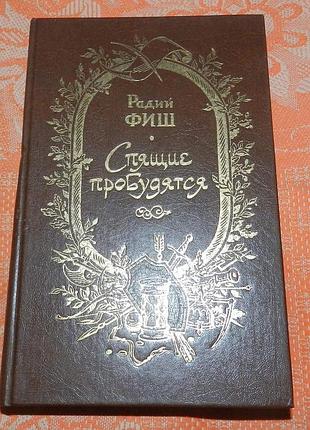 Радий
ФИШ
Спящие
пробудятся